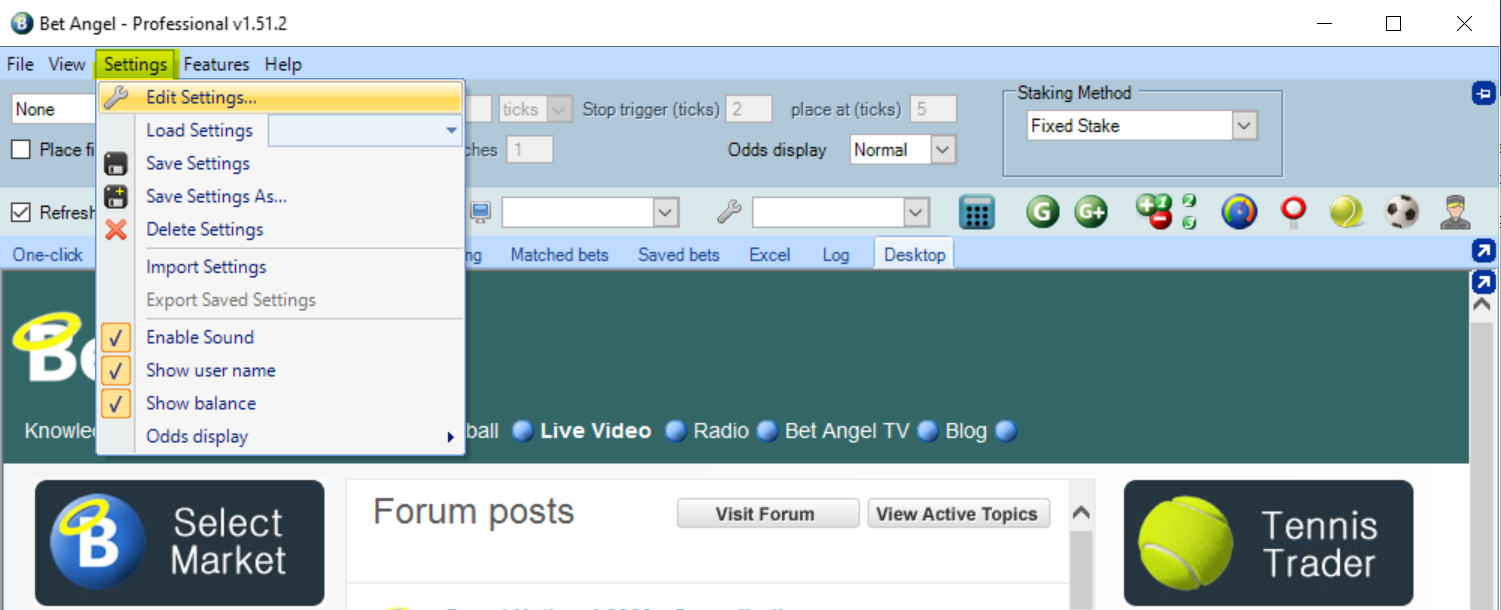 Bet Angel - Professional v1.51.2
File View Settings Features Help
Edit Settings...
Load Settings
Save Settings
Save Settings As...
Delete Settings
Import Settings
Export Saved Settings
Enable Sound
Show user name
Show balance
Odds display
None ticks Stop trigger (ticks) 2 place at (ticks) 5
Place fi ches 1 Odds display Normal
Staking Method
Fixed Stake
Refresh G G+
One-click ng Matched bets Saved bets Excel Log Desktop
Be
Knowle ball Live Video Radio Bet Angel TV Blog
B Select
Market
Forum posts Visit Forum View Active Topics
Tennis
Trader